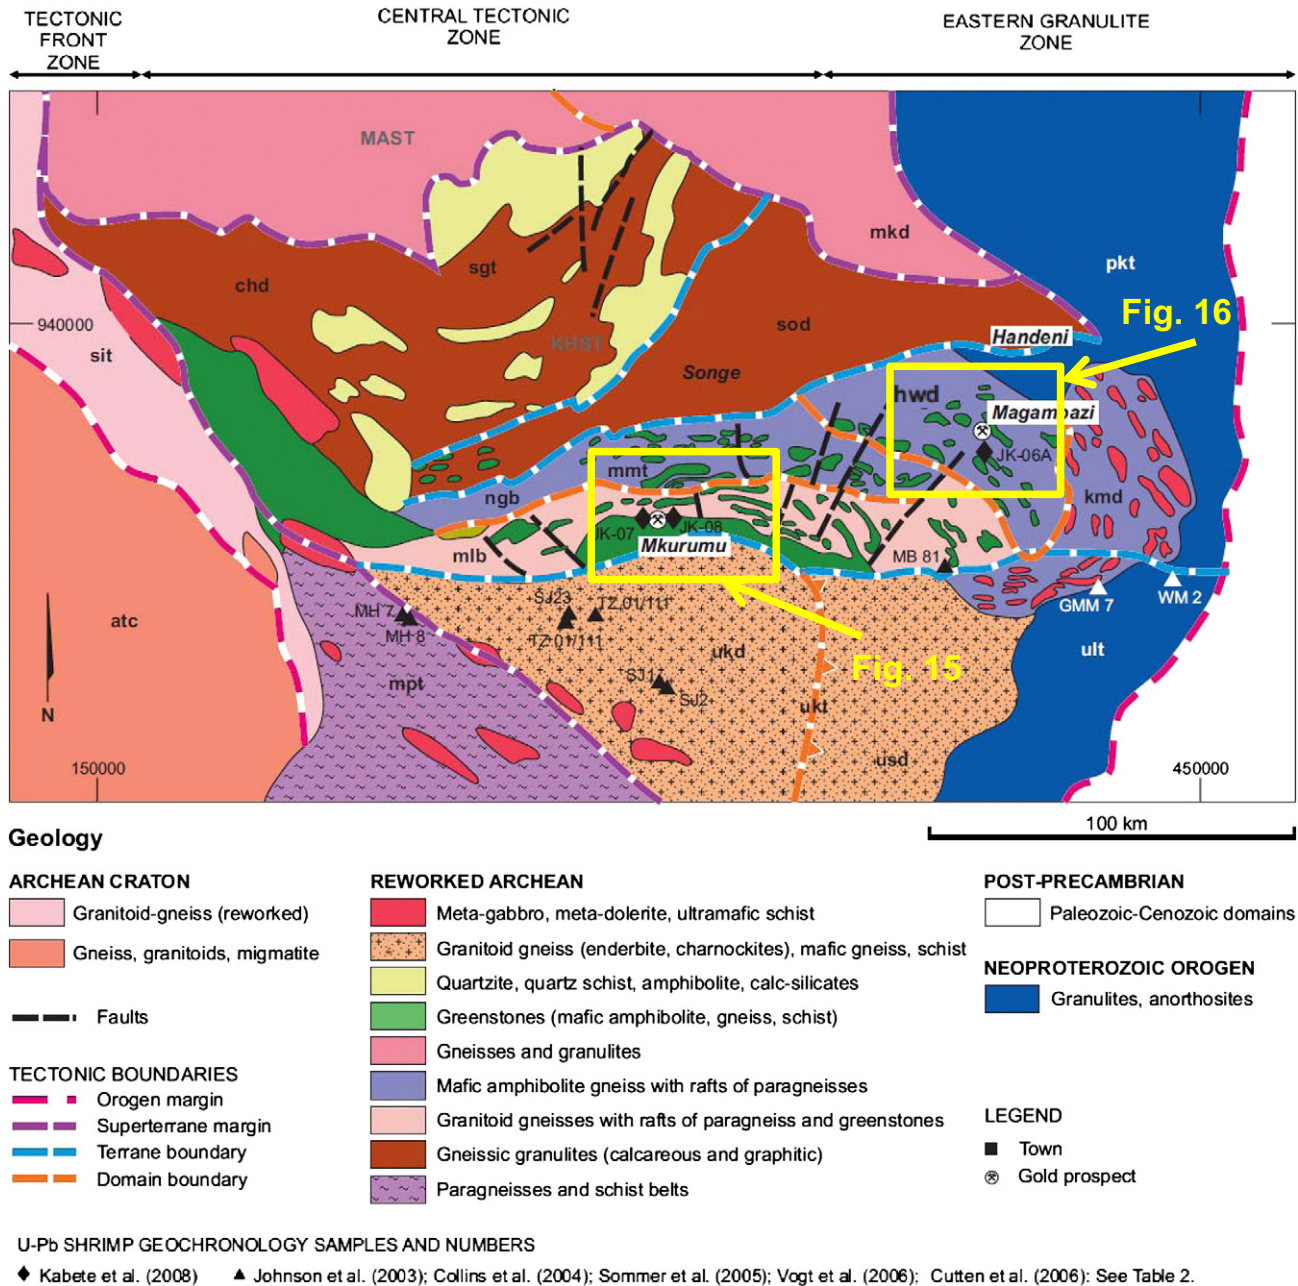 TECTONIC
FRONT
ZONE
CENTRAL TECTONIC
ZONE
EASTERN GRANULITE
ZONE
MAST
mkd
pkt
chd
sgt
940000
sit
KHST
sod
Handeni
Fig. 16
Songe
hwd
Magambazi
JK-06A
mmt
ngb
kmd
JK-07
JK-08
Mkurumu
mlb
MB 81
GMM 7
WM 2
MH 7
MH 8
SJ23
TZ 01/111
TZ 01/111
atc
mpt
ukd
Fig. 15
ult
SJ1
SJ2
ukt
usd
N
150000
450000
100 km
Geology
ARCHEAN CRATON
Granitoid-gneiss (reworked)
Gneiss, granitoids, migmatite
Faults
TECTONIC BOUNDARIES
Orogen margin
Superterrane margin
Terrane boundary
Domain boundary
REWORKED ARCHEAN
Meta-gabbro, meta-dolerite, ultramafic schist
Granitoid gneiss (enderbite, charnockites), mafic gneiss, schist
Quartzite, quartz schist, amphibolite, calc-silicates
Greenstones (mafic amphibolite, gneiss, schist)
Gneisses and granulites
Mafic amphibolite gneiss with rafts of paragneisses
Granitoid gneisses with rafts of paragneiss and greenstones
Gneissic granulites (calcareous and graphitic)
Paragneisses and schist belts
POST-PRECAMBRIAN
Paleozoic-Cenozoic domains
NEOPROTEROZOIC OROGEN
Granulites, anorthosites
LEGEND
Town
Gold prospect
U-Pb SHRIMP GEOCHRONOLOGY SAMPLES AND NUMBERS
Kabete et al. (2008) Johnson et al. (2003); Collins et al. (2004); Sommer et al. (2005); Vogt et al. (2006); Cutten et al. (2006): See Table 2.